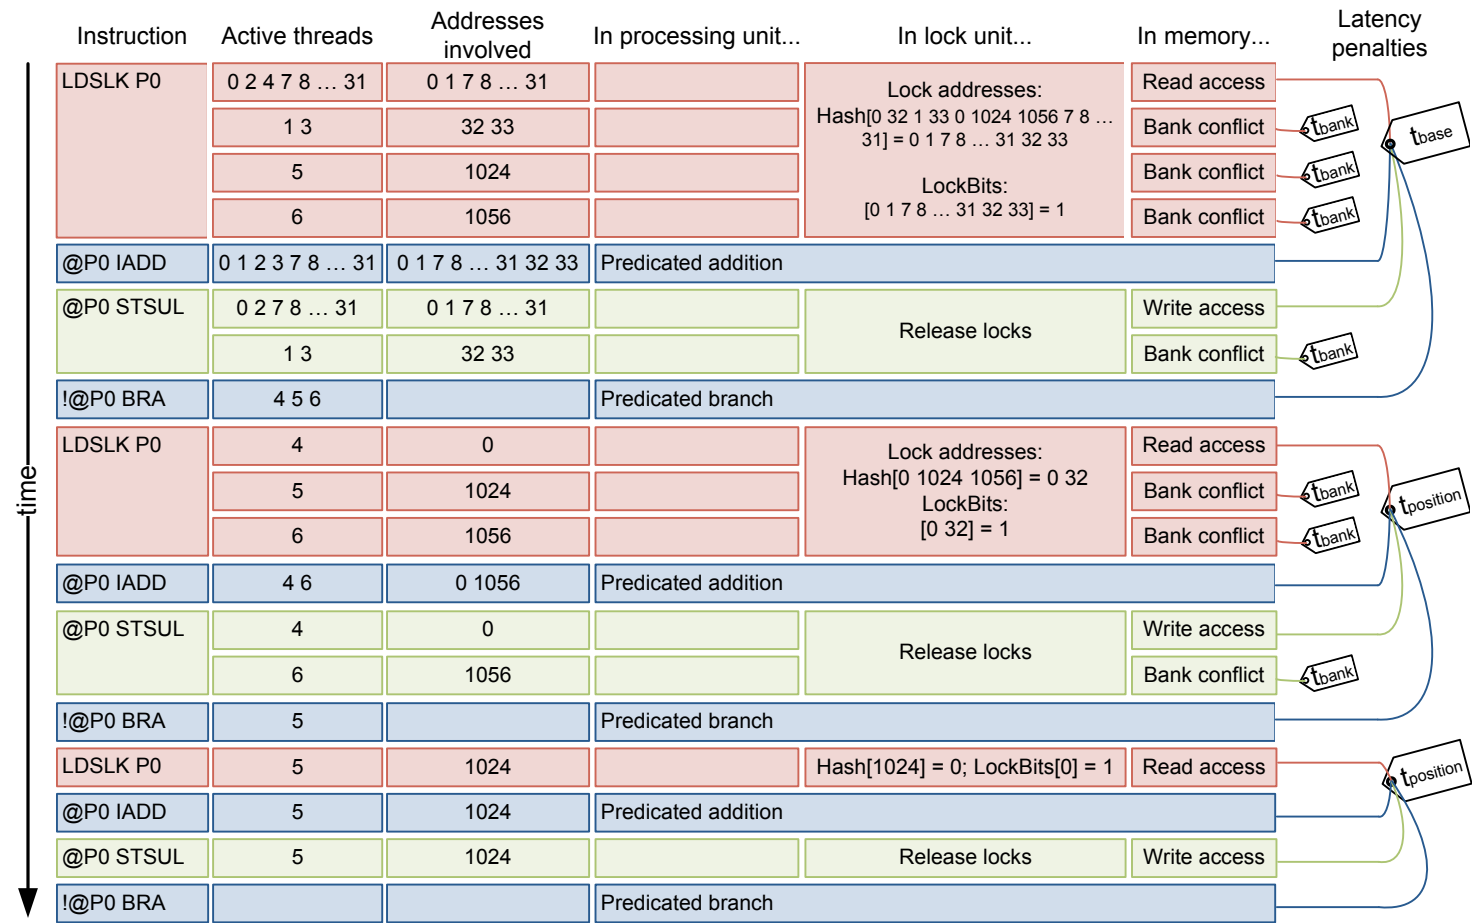 Instruction Active threads Addresses involved In processing unit... In lock unit... In memory... Latency penalties
time
LDSLK P0 0 2 4 7 8 … 31 0 1 7 8 … 31 Read access
1 3 32 33 Bank conflict tbank
5 1024 Bank conflict tbank
6 1056 Bank conflict tbank
Lock addresses:
Hash[0 32 1 33 0 1024 1056 7 8 …
31] = 0 1 7 8 … 31 32 33
LockBits:
[0 1 7 8 … 31 32 33] = 1
tbase
@P0 IADD 0 1 2 3 7 8 … 31 0 1 7 8 … 31 32 33 Predicated addition
@P0 STSUL 0 2 7 8 … 31 0 1 7 8 … 31 Write access
Release locks
1 3 32 33 Bank conflict tbank
!@P0 BRA 4 5 6 Predicated branch
LDSLK P0 4 0 Read access
5 1024 Bank conflict tbank
6 1056 Bank conflict tbank
Lock addresses:
Hash[0 1024 1056] = 0 32
LockBits:
[0 32] = 1
tposition
@P0 IADD 4 6 0 1056 Predicated addition
@P0 STSUL 4 0 Write access
Release locks
6 1056 Bank conflict tbank
!@P0 BRA 5 Predicated branch
LDSLK P0 5 1024 Hash[1024] = 0; LockBits[0] = 1 Read access tposition
@P0 IADD 5 1024 Predicated addition
@P0 STSUL 5 1024 Release locks Write access
!@P0 BRA Predicated branch